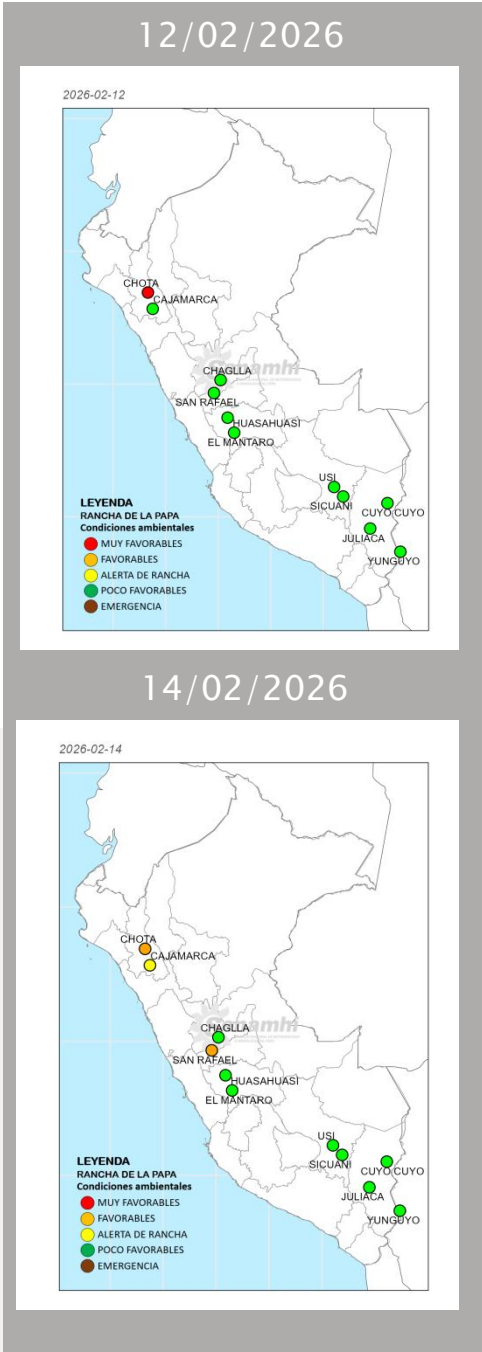 12/02/2026
2026-02-12
CHOTA
CAJAMARCA
Senamhi
CHAGLLA
SAN RAFAEL
HUASAHUASI
EL MANTARO
USI
SICUANI
CUYO CUYO
JULIACA
YUNGUYO
LEYENDA
RANCHA DE LA PAPA
Condiciones ambientales
MUY FAVORABLES
FAVORABLES
ALERTA DE RANCHA
POCO FAVORABLES
EMERGENCIA
14/02/2026
2026-02-14
CHOTA
CAJAMARCA
Senamhi
CHAGLLA
SAN RAFAEL
HUASAHUASI
EL MANTARO
USI
SICUANI
CUYO CUYO
JULIACA
YUNGUYO
LEYENDA
RANCHA DE LA PAPA
Condiciones ambientales
MUY FAVORABLES
FAVORABLES
ALERTA DE RANCHA
POCO FAVORABLES
EMERGENCIA